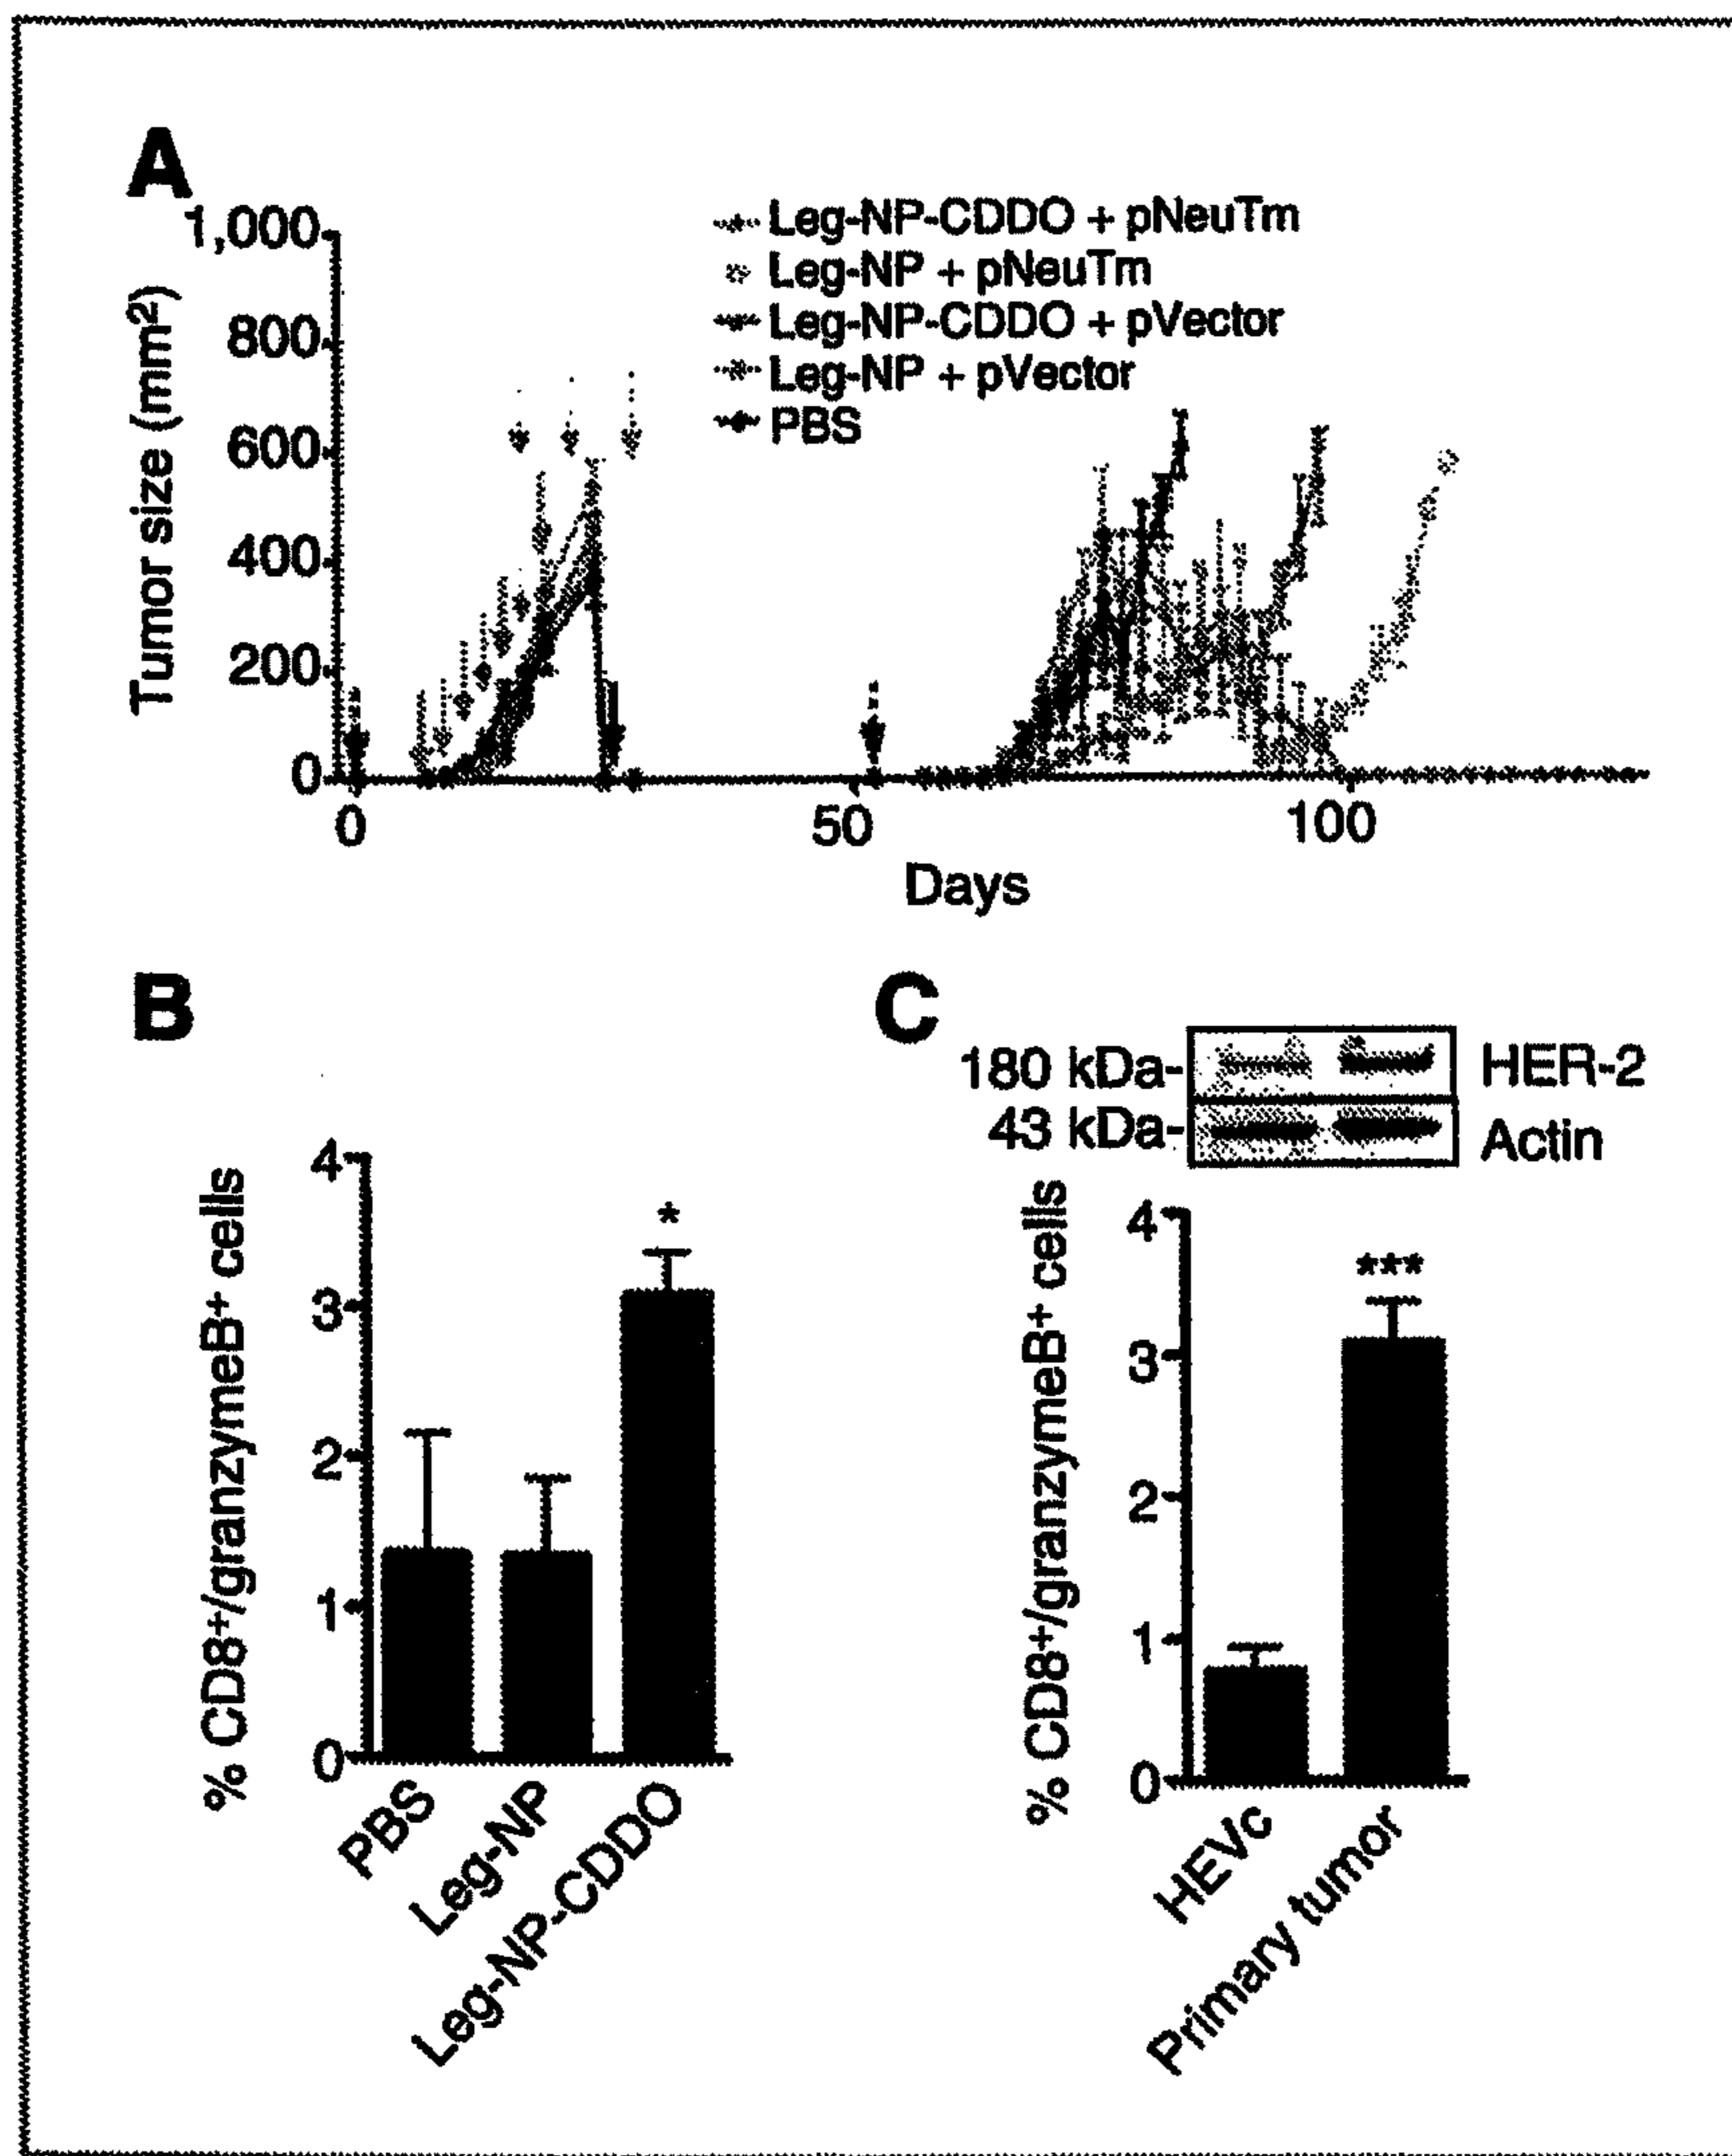 A
Tumor size (mm²)
1,000
800
600
400
200
0
Leg-NP-CDDO + pNeuTm
Leg-NP + pNeuTm
Leg-NP-CDDO + pVector
Leg-NP + pVector
PBS
0 50 100
Days
B
% CD8⁺/granzymeB⁺ cells
4
3
2
1
0
*
PBS
Leg-NP
Leg-NP-CDDO
C
180 kDa- HER-2
43 kDa- Actin
% CD8⁺/granzymeB⁺ cells
4
3
2
1
0
***
HEVc
Primary tumor